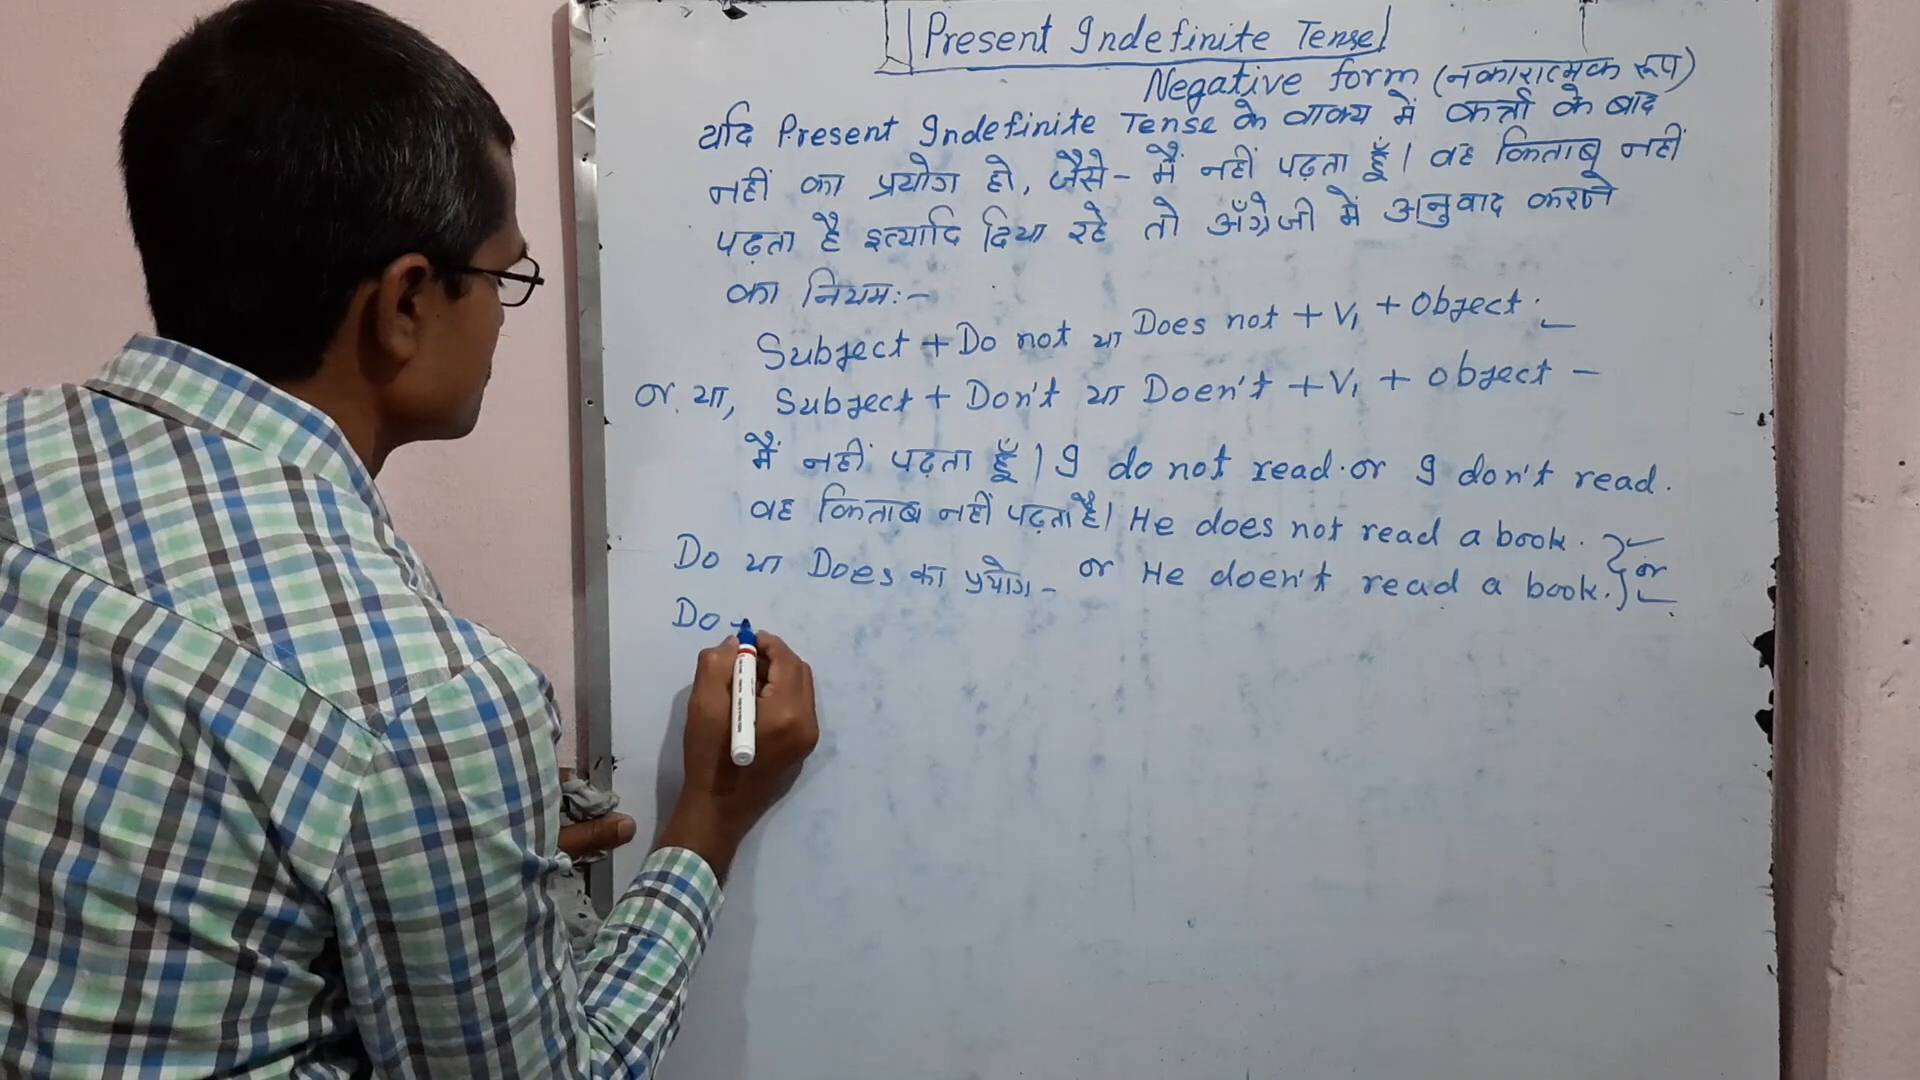 Present Indefinite Tense
Negative form (नकारात्मक रूप)
यदि Present Indefinite Tense के वाक्य में कर्त्ता के बाद
नहीं का प्रयोग हो, जैसे- मैं नहीं पढ़ता हूँ। वह किताब नहीं
पढ़ता है इत्यादि दिया रहे तो अँग्रेजी में अनुवाद करने
का नियम:-
Subject + Do not या Does not + V1 + Object.
or या, Subject + Don't या Doen't + V1 + object -
मैं नहीं पढ़ता हूँ। I do not read. or I don't read.
वह किताब नहीं पढ़ता है। He does not read a book. } or
Do या Does का प्रयोग - or He doen't read a book.
Do -